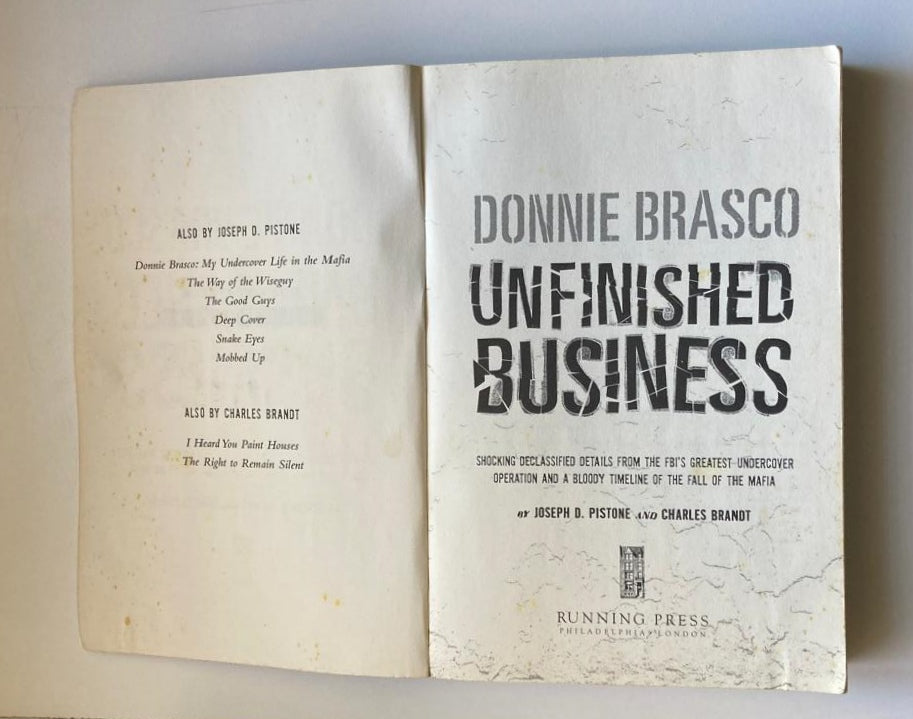 ALSO BY JOSEPH D. PISTONE
Donnie Brasco: My Undercover Life in the Mafia
The Way of the Wiseguy
The Good Guys
Deep Cover
Snake Eyes
Mobbed Up
ALSO BY CHARLES BRANDT
I Heard You Paint Houses
The Right to Remain Silent
DONNIE BRASCO
UNFINISHED
BUSINESS
SHOCKING DECLASSIFIED DETAILS FROM THE FBI'S GREATEST UNDERCOVER
OPERATION AND A BLOODY TIMELINE OF THE FALL OF THE MAFIA
BY JOSEPH D. PISTONE AND CHARLES BRANDT
RUNNING PRESS
PHILADELPHIA • LONDON